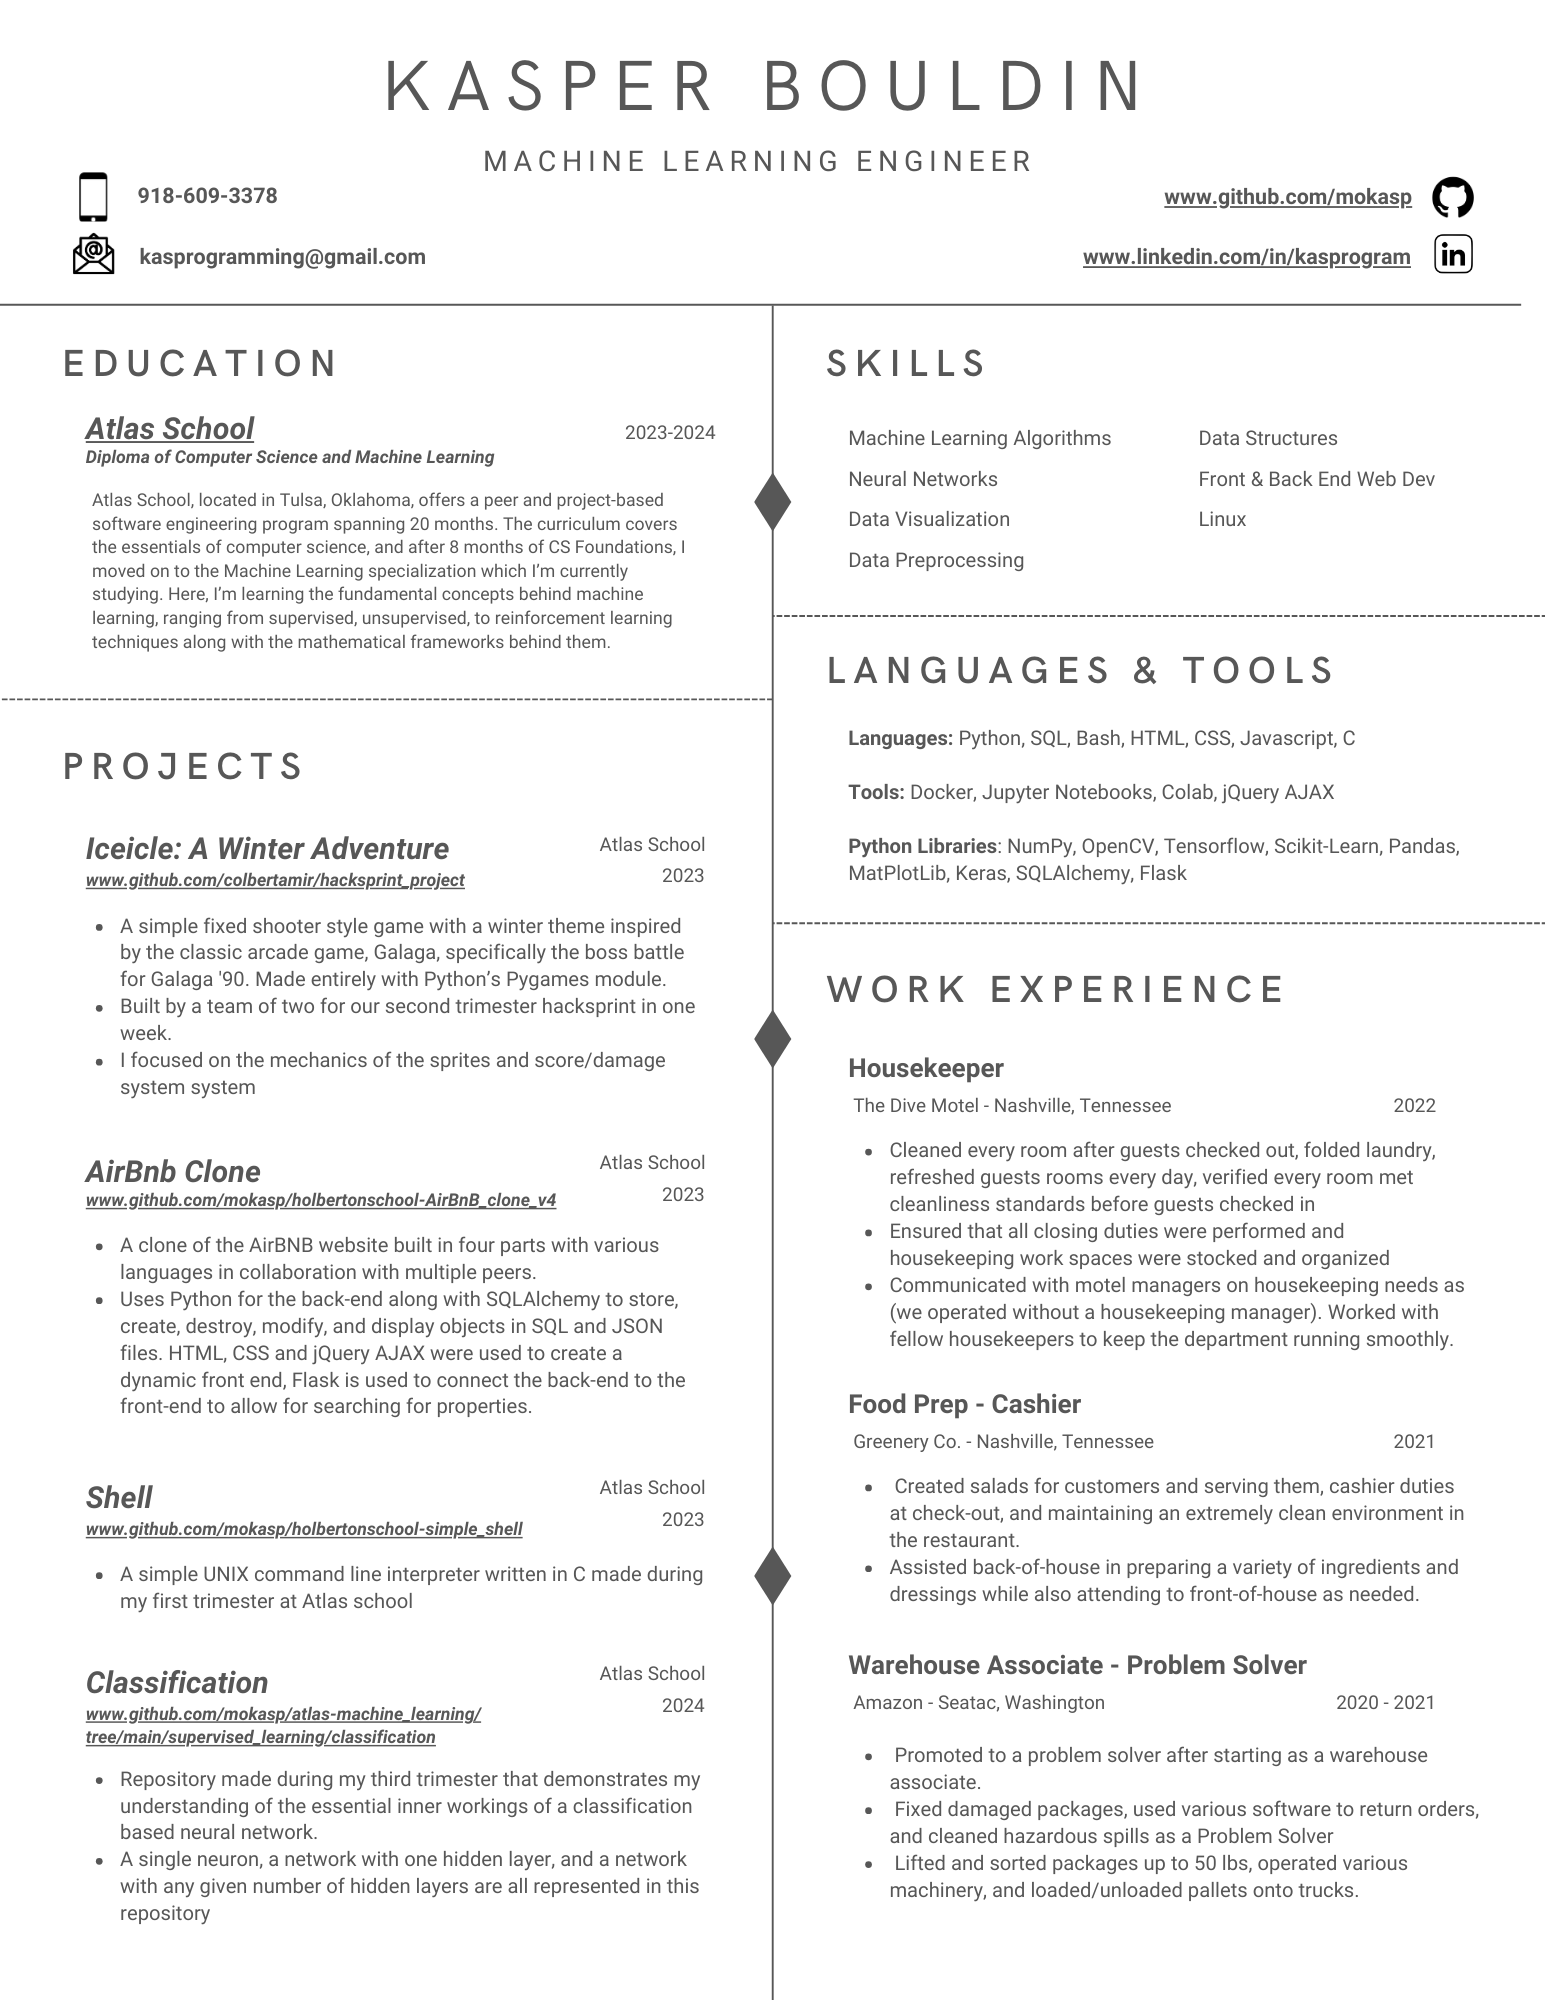 KASPER BOULDIN
MACHINE LEARNING ENGINEER
918-609-3378
kasprogramming@gmail.com
www.github.com/mokasp
www.linkedin.com/in/kasprogram
in
EDUCATION
Atlas School
2023-2024
Diploma of Computer Science and Machine Learning
Atlas School, located in Tulsa, Oklahoma, offers a peer and project-based
software engineering program spanning 20 months. The curriculum covers
the essentials of computer science, and after 8 months of CS Foundations, I
moved on to the Machine Learning specialization which I’m currently
studying. Here, I’m learning the fundamental concepts behind machine
learning, ranging from supervised, unsupervised, to reinforcement learning
techniques along with the mathematical frameworks behind them.
PROJECTS
Iceicle: A Winter Adventure
Atlas School
www.github.com/colbertamir/hacksprint_project
2023
• A simple fixed shooter style game with a winter theme inspired
by the classic arcade game, Galaga, specifically the boss battle
for Galaga '90. Made entirely with Python’s Pygames module.
• Built by a team of two for our second trimester hacksprint in one
week.
• I focused on the mechanics of the sprites and score/damage
system system
AirBnb Clone
Atlas School
www.github.com/mokasp/holbertonschool-AirBnB_clone_v4
2023
• A clone of the AirBNB website built in four parts with various
languages in collaboration with multiple peers.
• Uses Python for the back-end along with SQLAlchemy to store,
create, destroy, modify, and display objects in SQL and JSON
files. HTML, CSS and jQuery AJAX were used to create a
dynamic front end, Flask is used to connect the back-end to the
front-end to allow for searching for properties.
Shell
Atlas School
www.github.com/mokasp/holbertonschool-simple_shell
2023
• A simple UNIX command line interpreter written in C made during
my first trimester at Atlas school
Classification
Atlas School
2024
www.github.com/mokasp/atlas-machine_learning/
tree/main/supervised_learning/classification
• Repository made during my third trimester that demonstrates my
understanding of the essential inner workings of a classification
based neural network.
• A single neuron, a network with one hidden layer, and a network
with any given number of hidden layers are all represented in this
repository
SKILLS
Machine Learning Algorithms
Neural Networks
Data Visualization
Data Preprocessing
Data Structures
Front & Back End Web Dev
Linux
LANGUAGES & TOOLS
Languages: Python, SQL, Bash, HTML, CSS, Javascript, C
Tools: Docker, Jupyter Notebooks, Colab, jQuery AJAX
Python Libraries: NumPy, OpenCV, Tensorflow, Scikit-Learn, Pandas,
MatPlotLib, Keras, SQLAlchemy, Flask
WORK EXPERIENCE
Housekeeper
The Dive Motel - Nashville, Tennessee
2022
• Cleaned every room after guests checked out, folded laundry,
refreshed guests rooms every day, verified every room met
cleanliness standards before guests checked in
• Ensured that all closing duties were performed and
housekeeping work spaces were stocked and organized
• Communicated with motel managers on housekeeping needs as
(we operated without a housekeeping manager). Worked with
fellow housekeepers to keep the department running smoothly.
Food Prep - Cashier
Greenery Co. - Nashville, Tennessee
2021
• Created salads for customers and serving them, cashier duties
at check-out, and maintaining an extremely clean environment in
the restaurant.
• Assisted back-of-house in preparing a variety of ingredients and
dressings while also attending to front-of-house as needed.
Warehouse Associate - Problem Solver
Amazon - Seatac, Washington
2020 - 2021
• Promoted to a problem solver after starting as a warehouse
associate.
• Fixed damaged packages, used various software to return orders,
and cleaned hazardous spills as a Problem Solver
• Lifted and sorted packages up to 50 lbs, operated various
machinery, and loaded/unloaded pallets onto trucks.